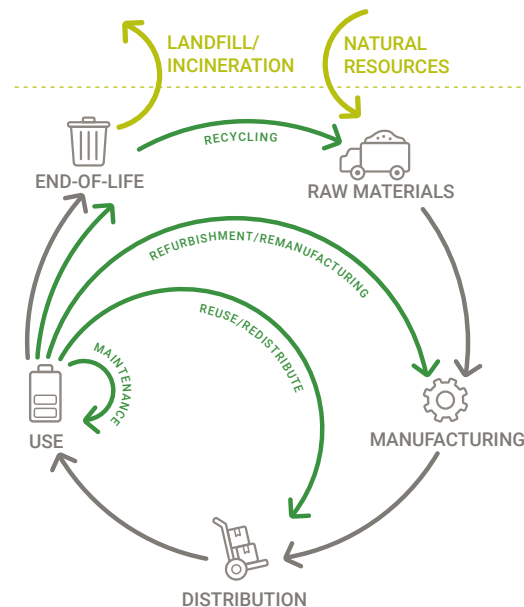 LANDFILL/
INCINERATION
NATURAL
RESOURCES
RECYCLING
END-OF-LIFE
RAW MATERIALS
REFURBISHMENT/REMANUFACTURING
REUSE/REDISTRIBUTE
MAINTENANCE
USE
MANUFACTURING
DISTRIBUTION